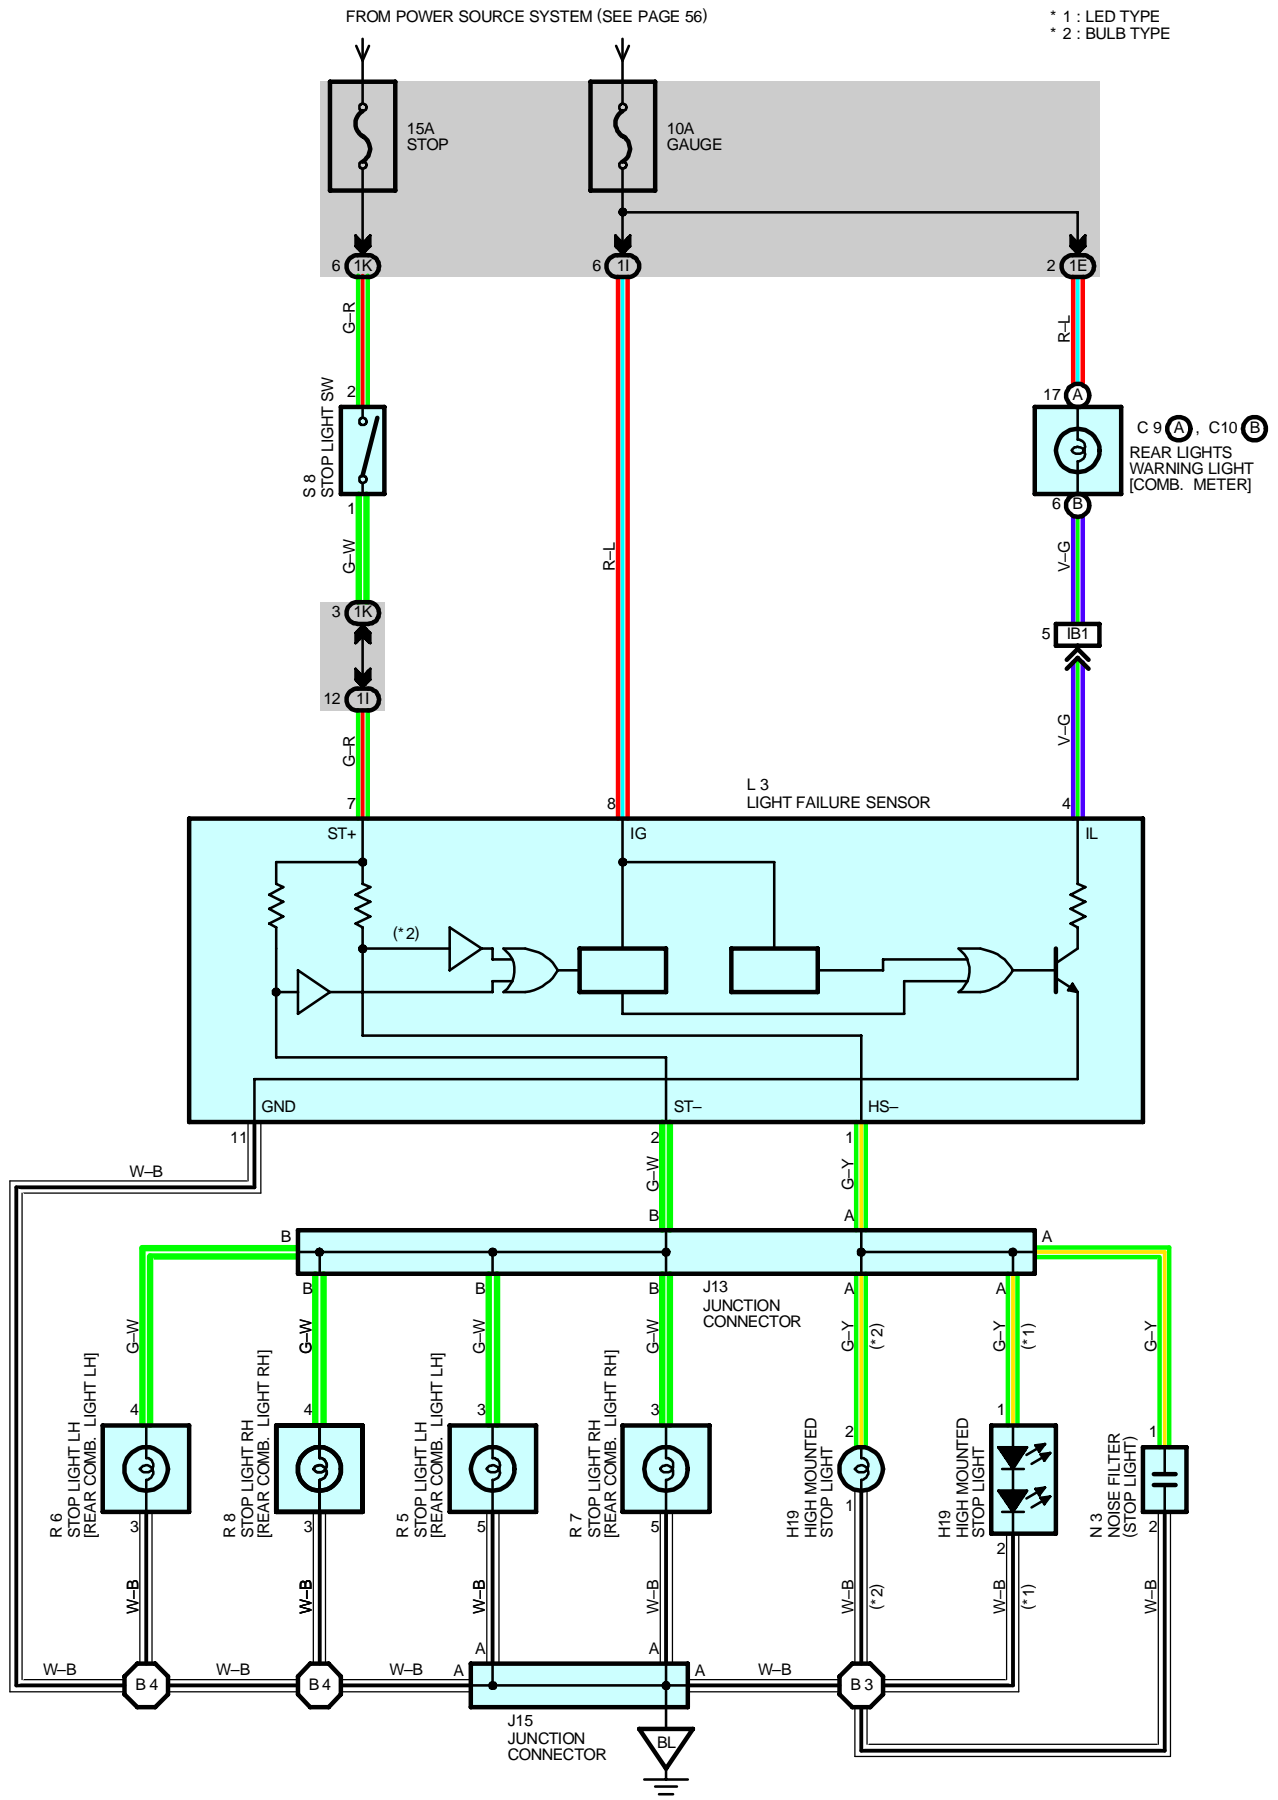 FROM POWER SOURCE SYSTEM (SEE PAGE 56)
* 1 : LED TYPE
* 2 : BULB TYPE
15A
STOP
10A
GAUGE
6 1K
6 1I
2 1E
G–R
R–L
R–L
2
17 A
S 8
STOP LIGHT SW
C 9 A , C10 B
REAR LIGHTS
WARNING LIGHT
[COMB. METER]
1
6 B
G–W
V–G
3 1K
5 IB1
12 1I
G–R
V–G
L 3
LIGHT FAILURE SENSOR
7
8
4
ST+
IG
IL
(*2)
GND
ST–
HS–
11
2
1
W–B
G–W
G–Y
B
A
B
A
B
B
B
A
A
J13
JUNCTION
CONNECTOR
G–W
G–W
G–W
G–W
G–Y
(*2)
G–Y
(*1)
G–Y
4
4
3
3
2
1
1
R 6
STOP LIGHT LH
[REAR COMB. LIGHT LH]
R 8
STOP LIGHT RH
[REAR COMB. LIGHT RH]
R 5
STOP LIGHT LH
[REAR COMB. LIGHT LH]
R 7
STOP LIGHT RH
[REAR COMB. LIGHT RH]
H19
HIGH MOUNTED
STOP LIGHT
H19
HIGH MOUNTED
STOP LIGHT
N 3
NOISE FILTER
(STOP LIGHT)
3
3
5
5
1
2
2
W–B
W–B
W–B
W–B
W–B
(*2)
W–B
(*1)
W–B
A
A
W–B
B 4
W–B
B 4
W–B
A
A
W–B
B 3
J15
JUNCTION
CONNECTOR
BL